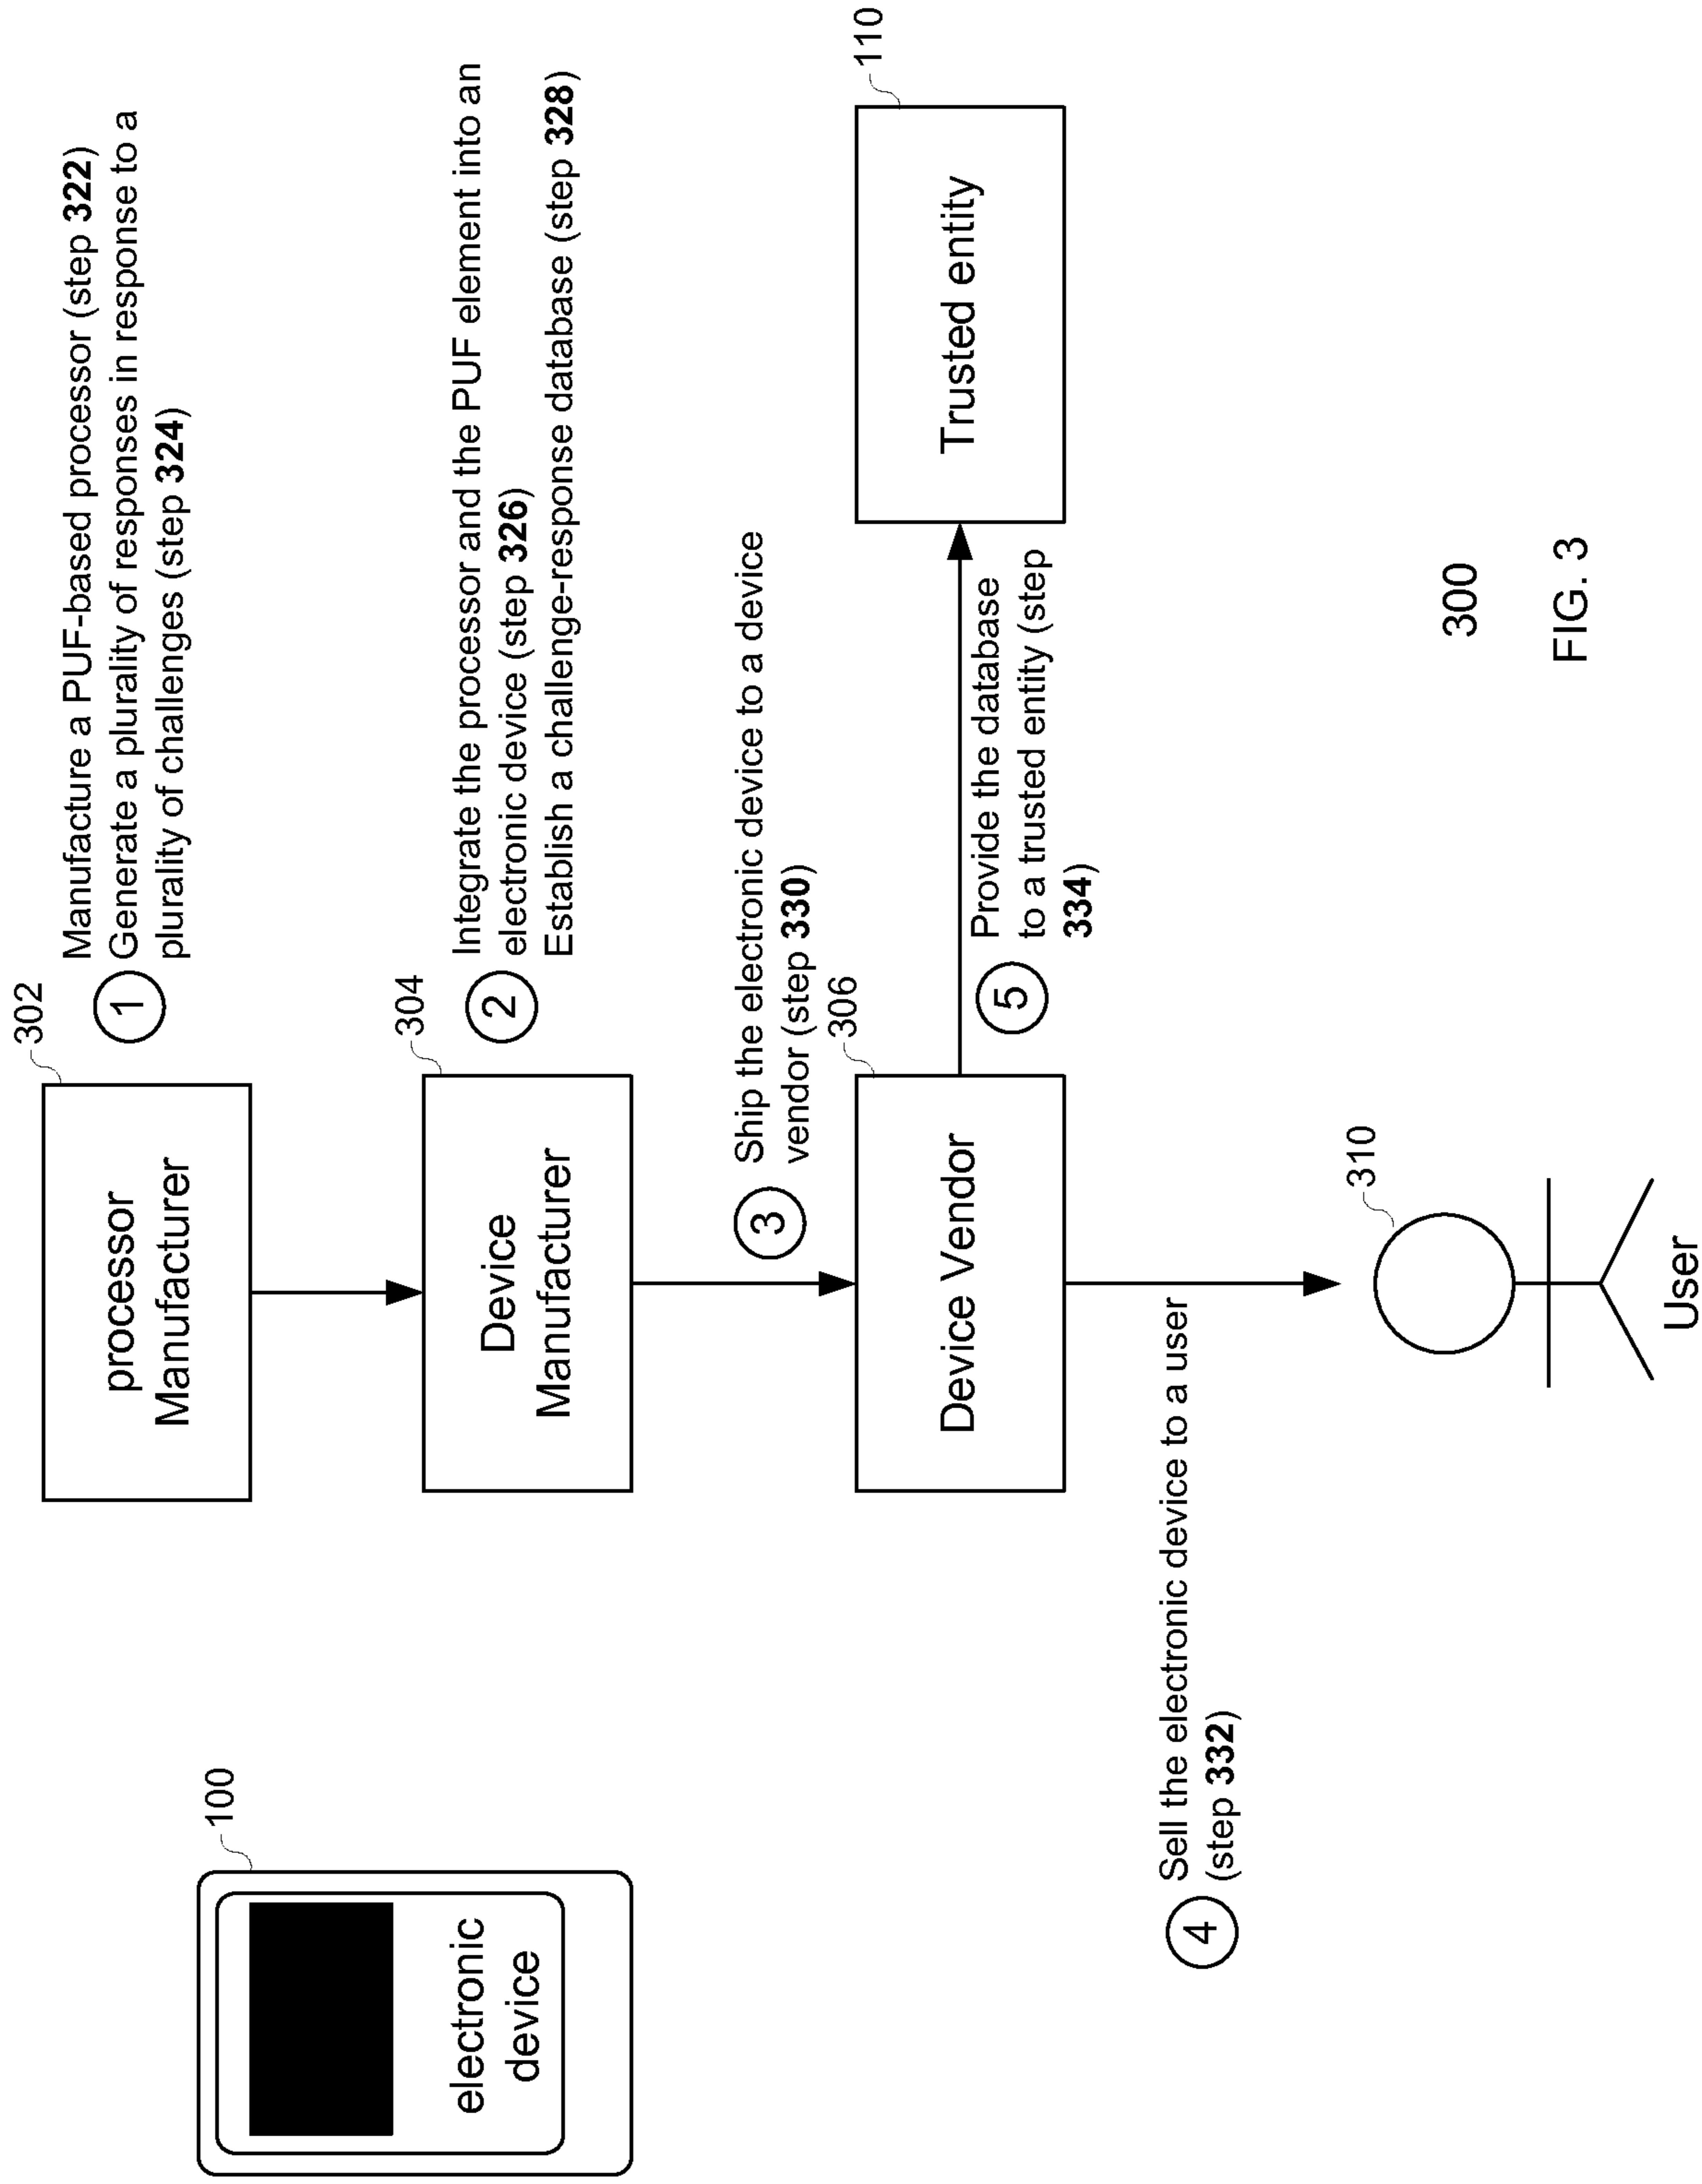 302
processor
Manufacturer
1
Manufacture a PUF-based processor (step 322)
Generate a plurality of responses in response to a
plurality of challenges (step 324)
100
electronic
device
304
Device
Manufacturer
2
Integrate the processor and the PUF element into an
electronic device (step 326)
Establish a challenge-response database (step 328)
3
Ship the electronic device to a device
vendor (step 330)
306
Device Vendor
110
Trusted entity
5
Provide the database
to a trusted entity (step
334)
4
Sell the electronic device to a user
(step 332)
310
User
300
FIG. 3